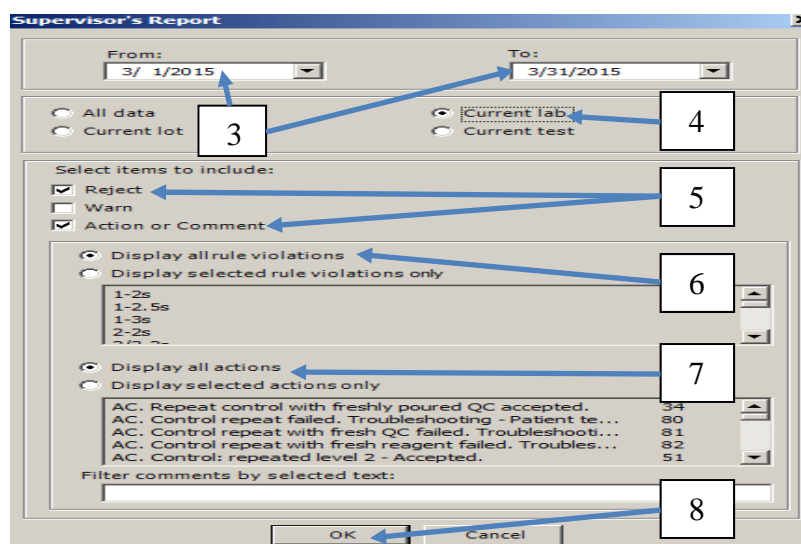 Supervisor's Report
From: To:
3/ 1/2015 3/31/2015
All data Current lab 4
Current lot 3 Current test
Select items to include:
Reject 5
Warn
Action or Comment
Display all rule violations
Display selected rule violations only 6
1-2s
1-2.5s
1-3s
2-2s
Display all actions 7
Display selected actions only
AC. Repeat control with freshly poured QC accepted. 34
AC. Control repeat failed. Troubleshooting - Patient te... 80
AC. Control repeat with fresh QC failed. Troubleshooti... 81
AC. Control repeat with fresh reagent failed. Troubles... 82
AC. Control: repeated level 2 - Accepted. 51
Filter comments by selected text:
8
OK Cancel